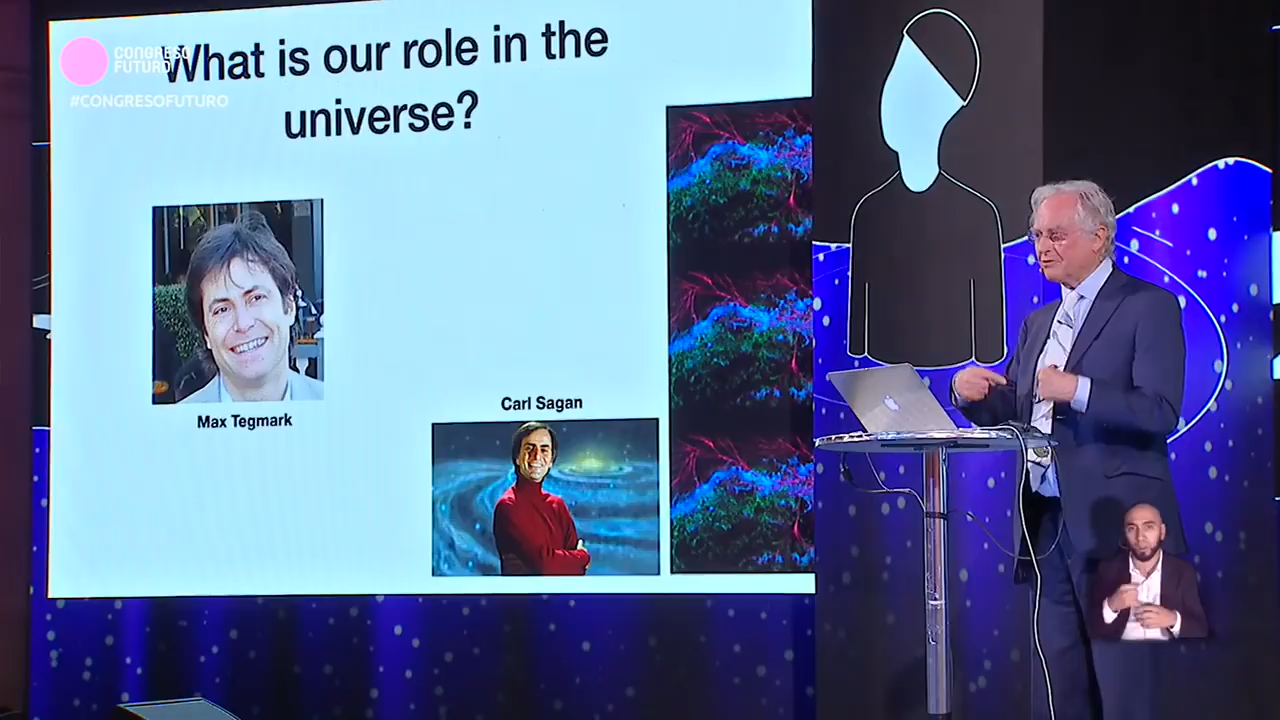 What is our role in the
universe?
CONGRESO
FUTURO
#CONGRESOFUTURO
Max Tegmark
Carl Sagan